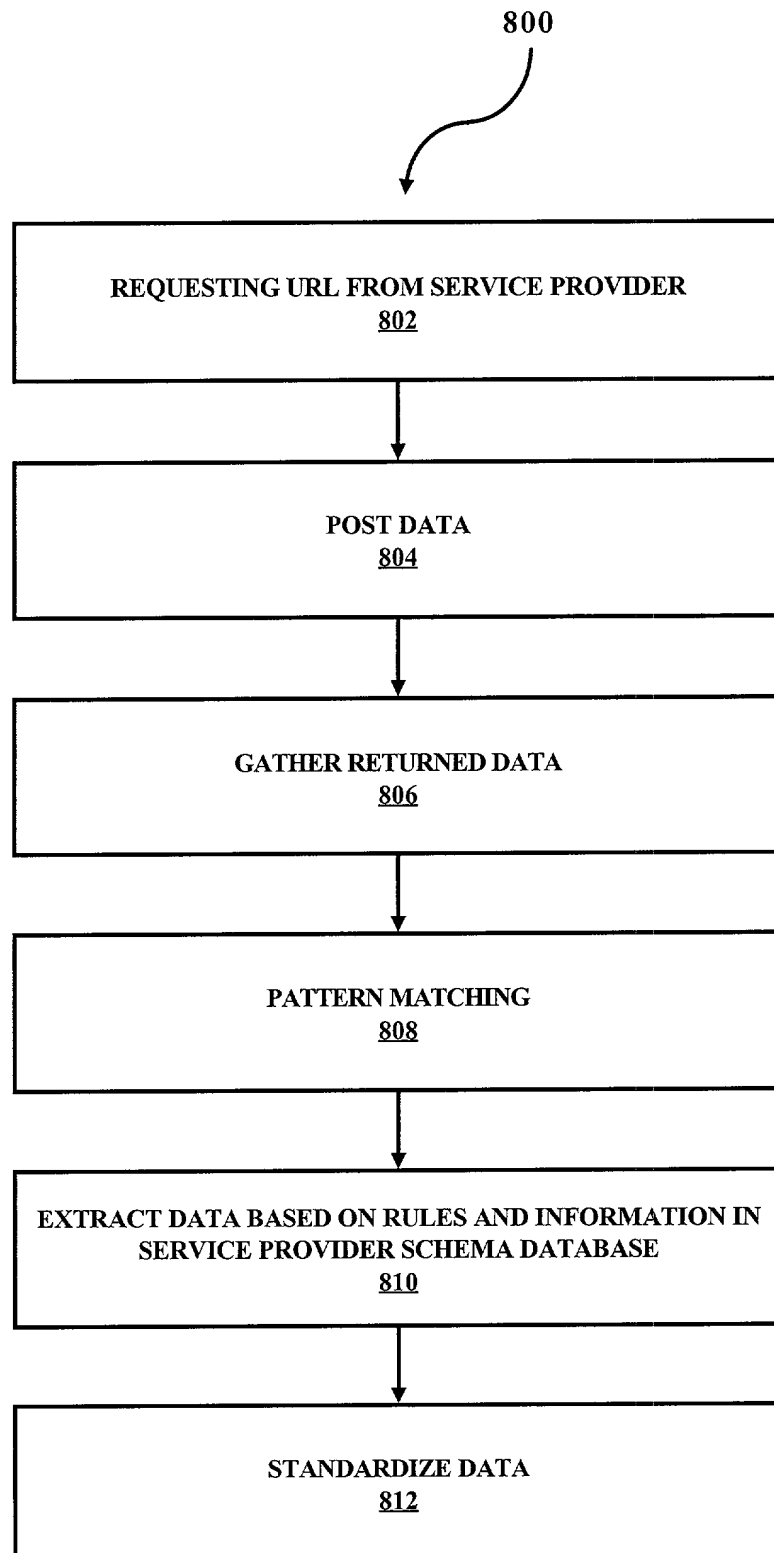 800
REQUESTING URL FROM SERVICE PROVIDER
802
POST DATA
804
GATHER RETURNED DATA
806
PATTERN MATCHING
808
EXTRACT DATA BASED ON RULES AND INFORMATION IN
SERVICE PROVIDER SCHEMA DATABASE
810
STANDARDIZE DATA
812